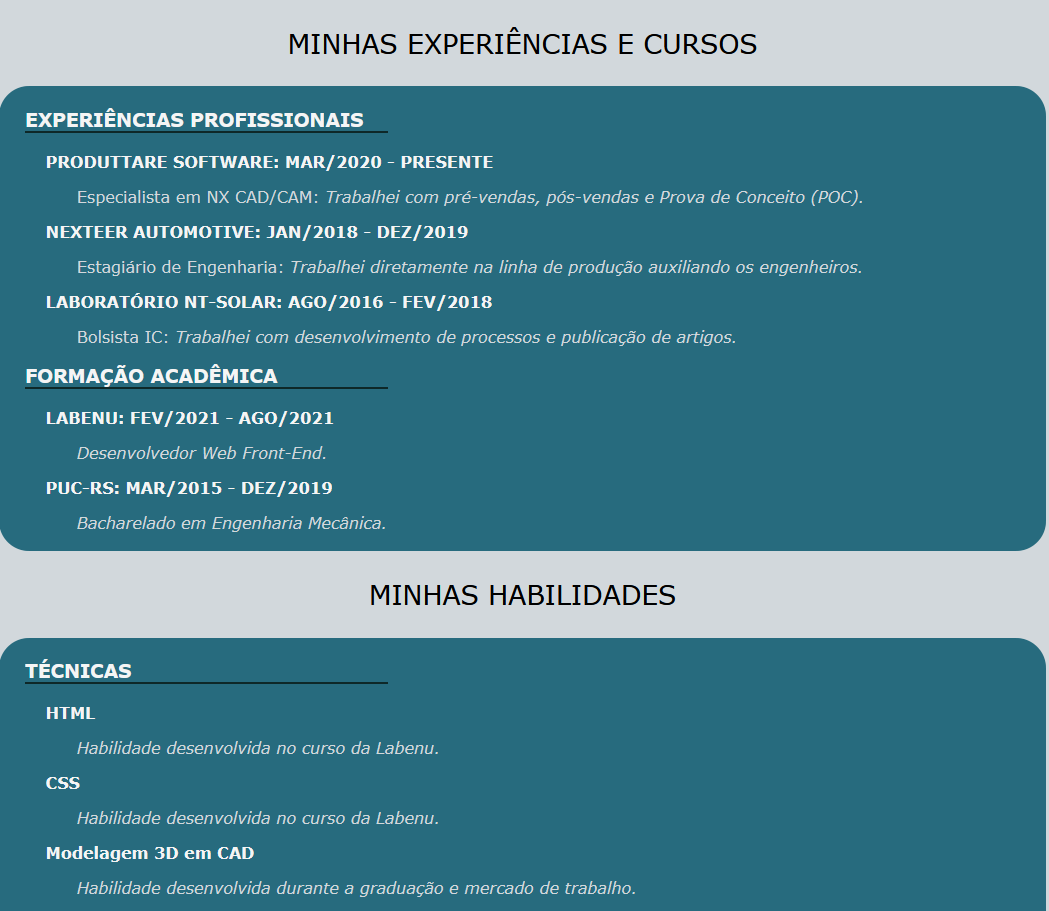 MINHAS EXPERIÊNCIAS E CURSOS
EXPERIÊNCIAS PROFISSIONAIS
PRODUTTARE SOFTWARE: MAR/2020 - PRESENTE
Especialista em NX CAD/CAM: Trabalhei com pré-vendas, pós-vendas e Prova de Conceito (POC).
NEXTEER AUTOMOTIVE: JAN/2018 - DEZ/2019
Estagiário de Engenharia: Trabalhei diretamente na linha de produção auxiliando os engenheiros.
LABORATÓRIO NT-SOLAR: AGO/2016 - FEV/2018
Bolsista IC: Trabalhei com desenvolvimento de processos e publicação de artigos.
FORMAÇÃO ACADÊMICA
LABENU: FEV/2021 - AGO/2021
Desenvolvedor Web Front-End.
PUC-RS: MAR/2015 - DEZ/2019
Bacharelado em Engenharia Mecânica.
MINHAS HABILIDADES
TÉCNICAS
HTML
Habilidade desenvolvida no curso da Labenu.
CSS
Habilidade desenvolvida no curso da Labenu.
Modelagem 3D em CAD
Habilidade desenvolvida durante a graduação e mercado de trabalho.